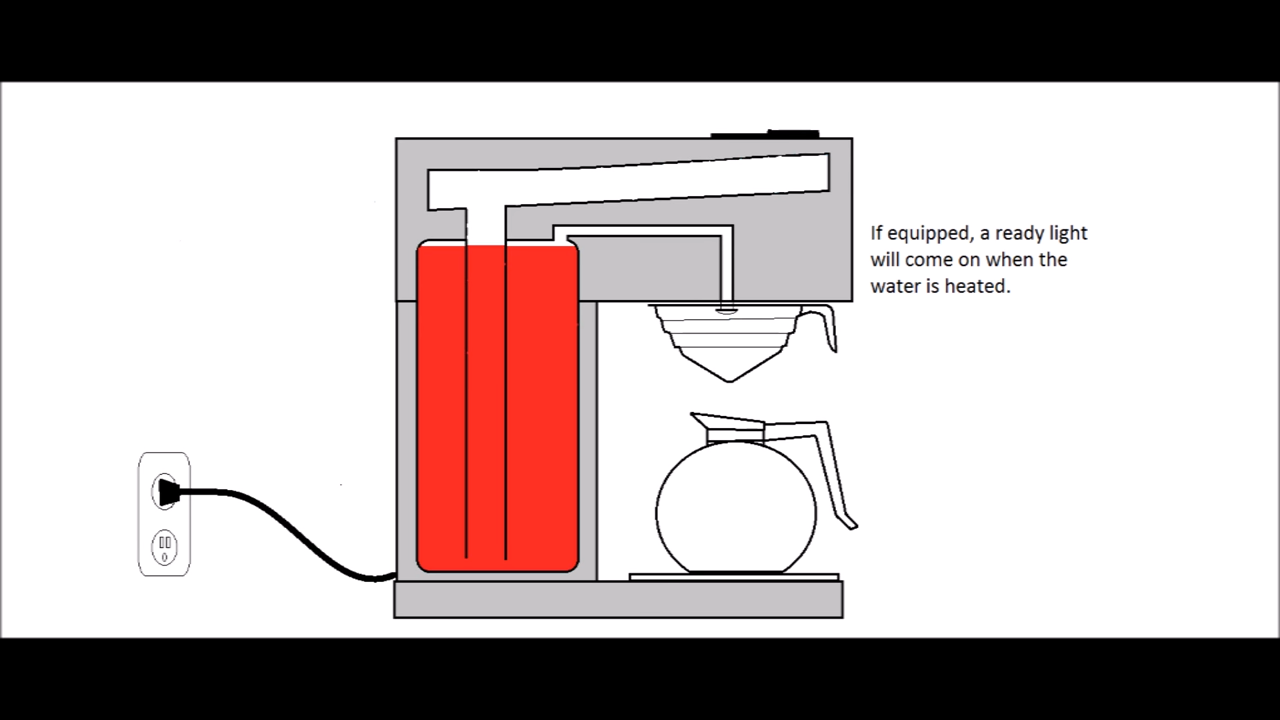 If equipped, a ready light
will come on when the
water is heated.